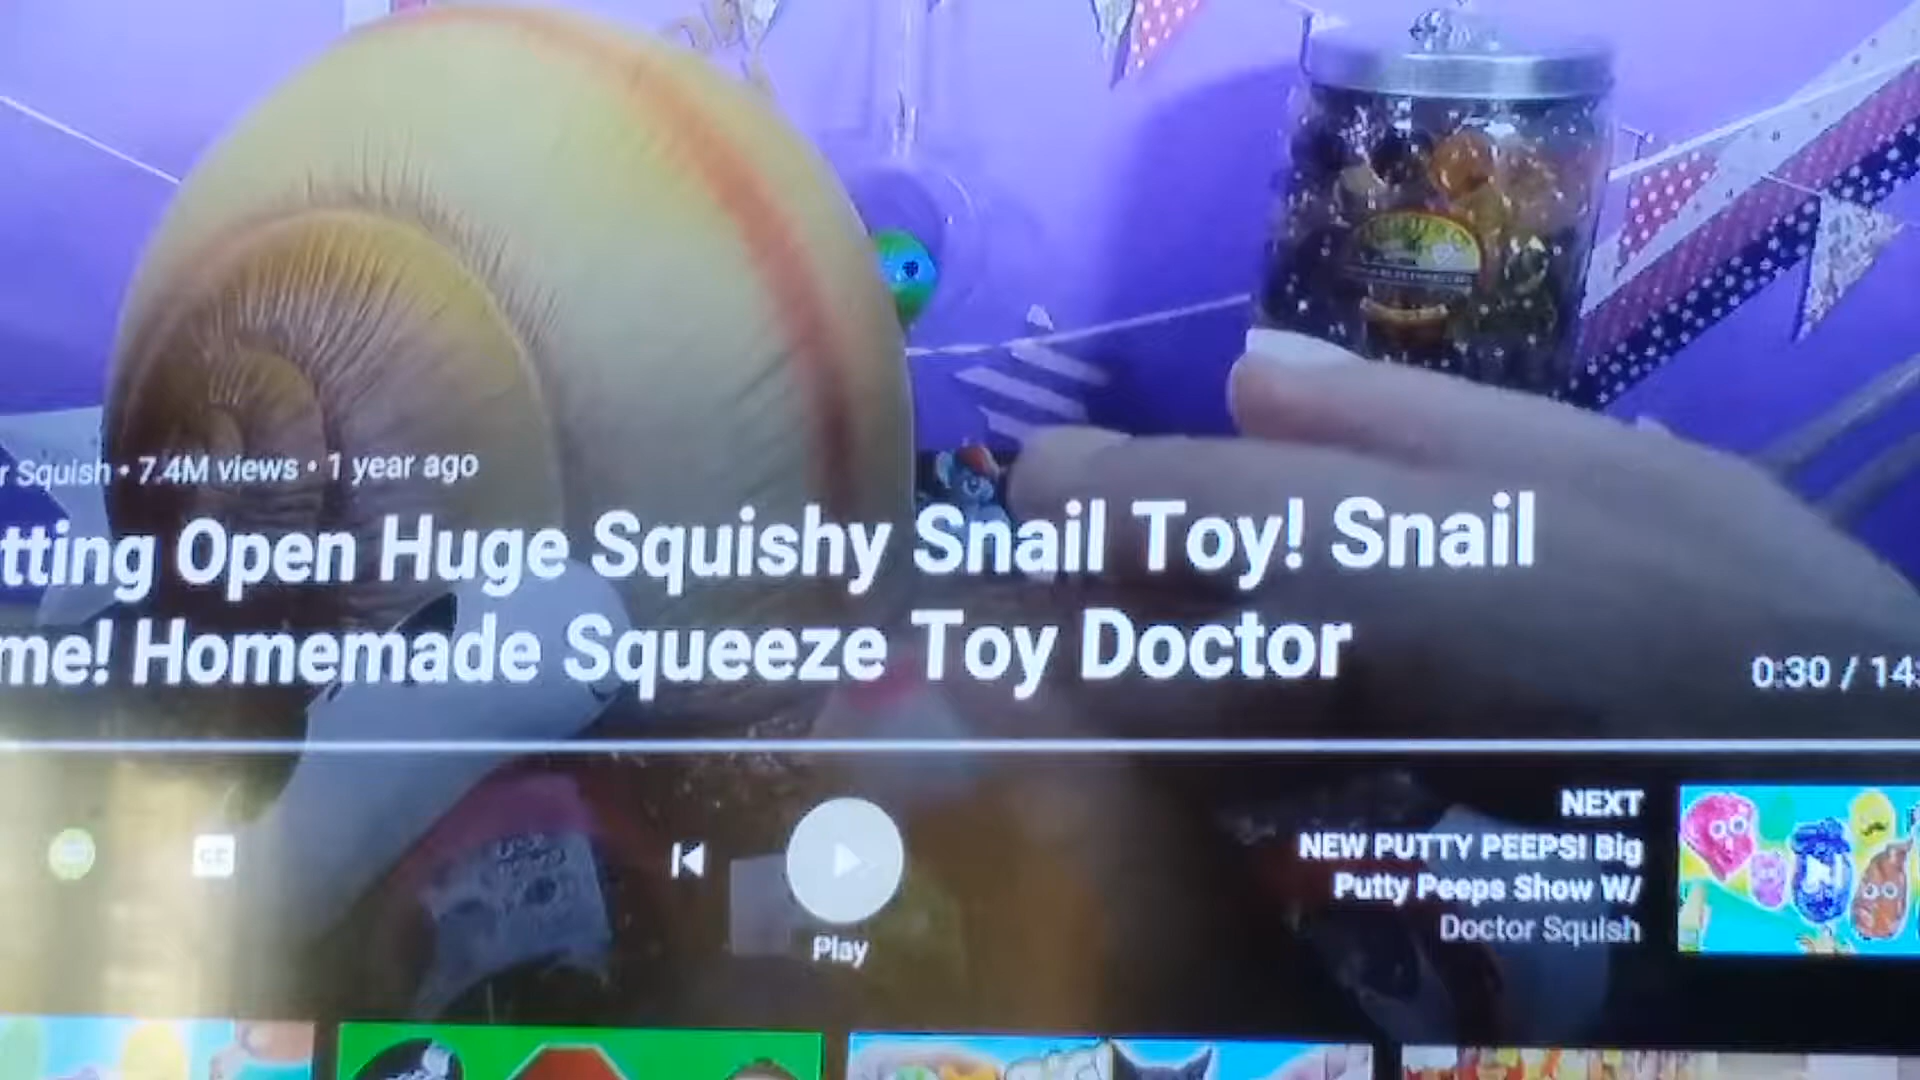 r Squish • 7.4M views • 1 year ago
tting Open Huge Squishy Snail Toy! Snail
me! Homemade Squeeze Toy Doctor
0:30 / 14:
CC
NEXT
NEW PUTTY PEEPS! Big
Putty Peeps Show W/
Doctor Squish
Play